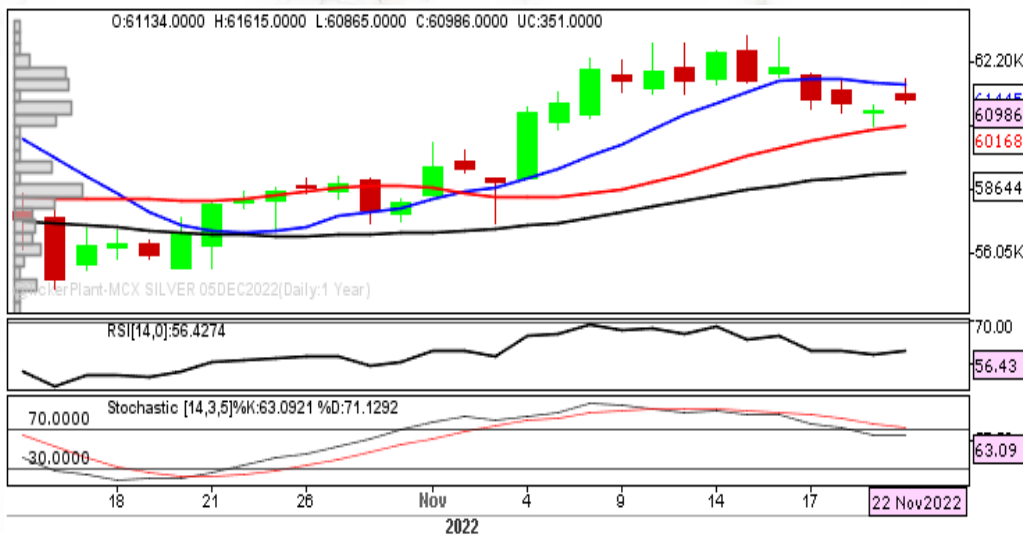 O:61134.0000 H:61615.0000 L:60865.0000 C:60986.0000 UC:351.0000
62.20K
60986
60168
58644
56.05K
TickerPlant-MCX SILVER 05DEC2022(Daily:1 Year)
RSI[14,0]:56.4274
70.00
56.43
Stochastic [14,3,5]%K:63.0921 %D:71.1292
70.0000
30.0000
63.09
18 21 26 Nov 4 9 14 17 22 Nov2022
2022